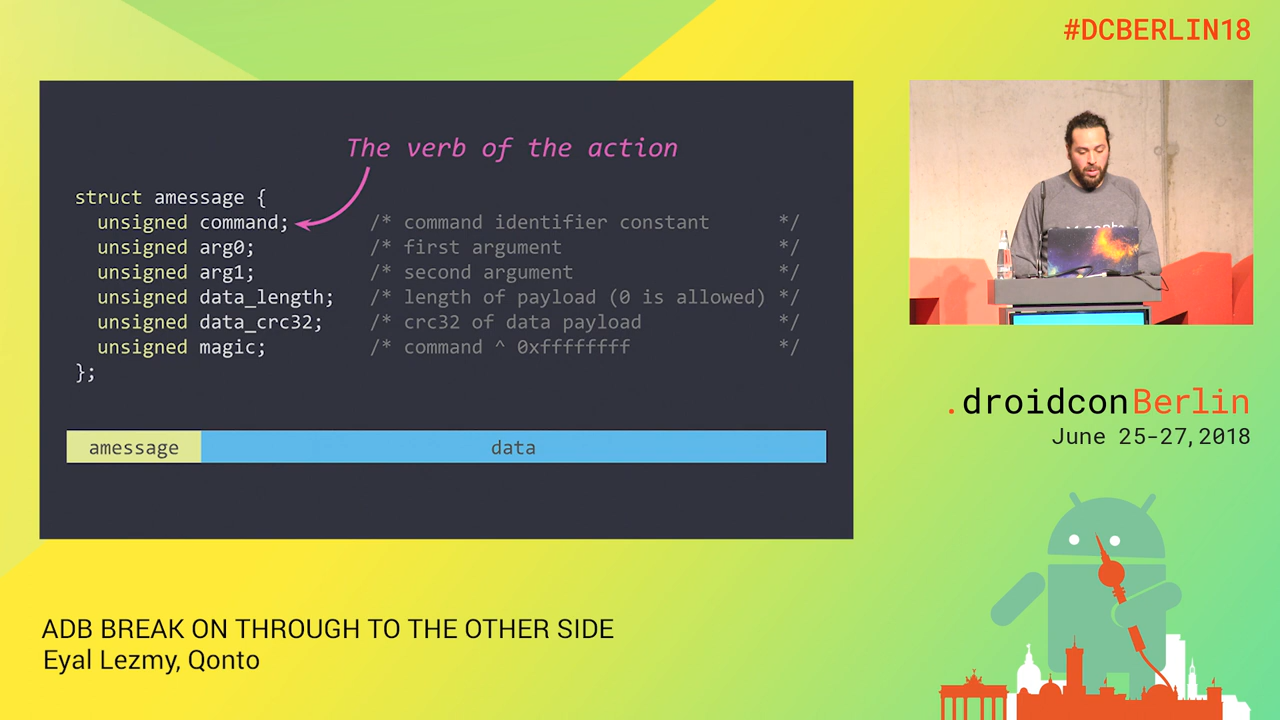 #DCBERLIN18
The verb of the action
struct amessage {
unsigned command; /* command identifier constant */
unsigned arg0; /* first argument */
unsigned arg1; /* second argument */
unsigned data_length; /* length of payload (0 is allowed) */
unsigned data_crc32; /* crc32 of data payload */
unsigned magic; /* command ^ 0xffffffff */
};
amessage data
.droidconBerlin
June 25-27,2018
ADB BREAK ON THROUGH TO THE OTHER SIDE
Eyal Lezmy, Qonto